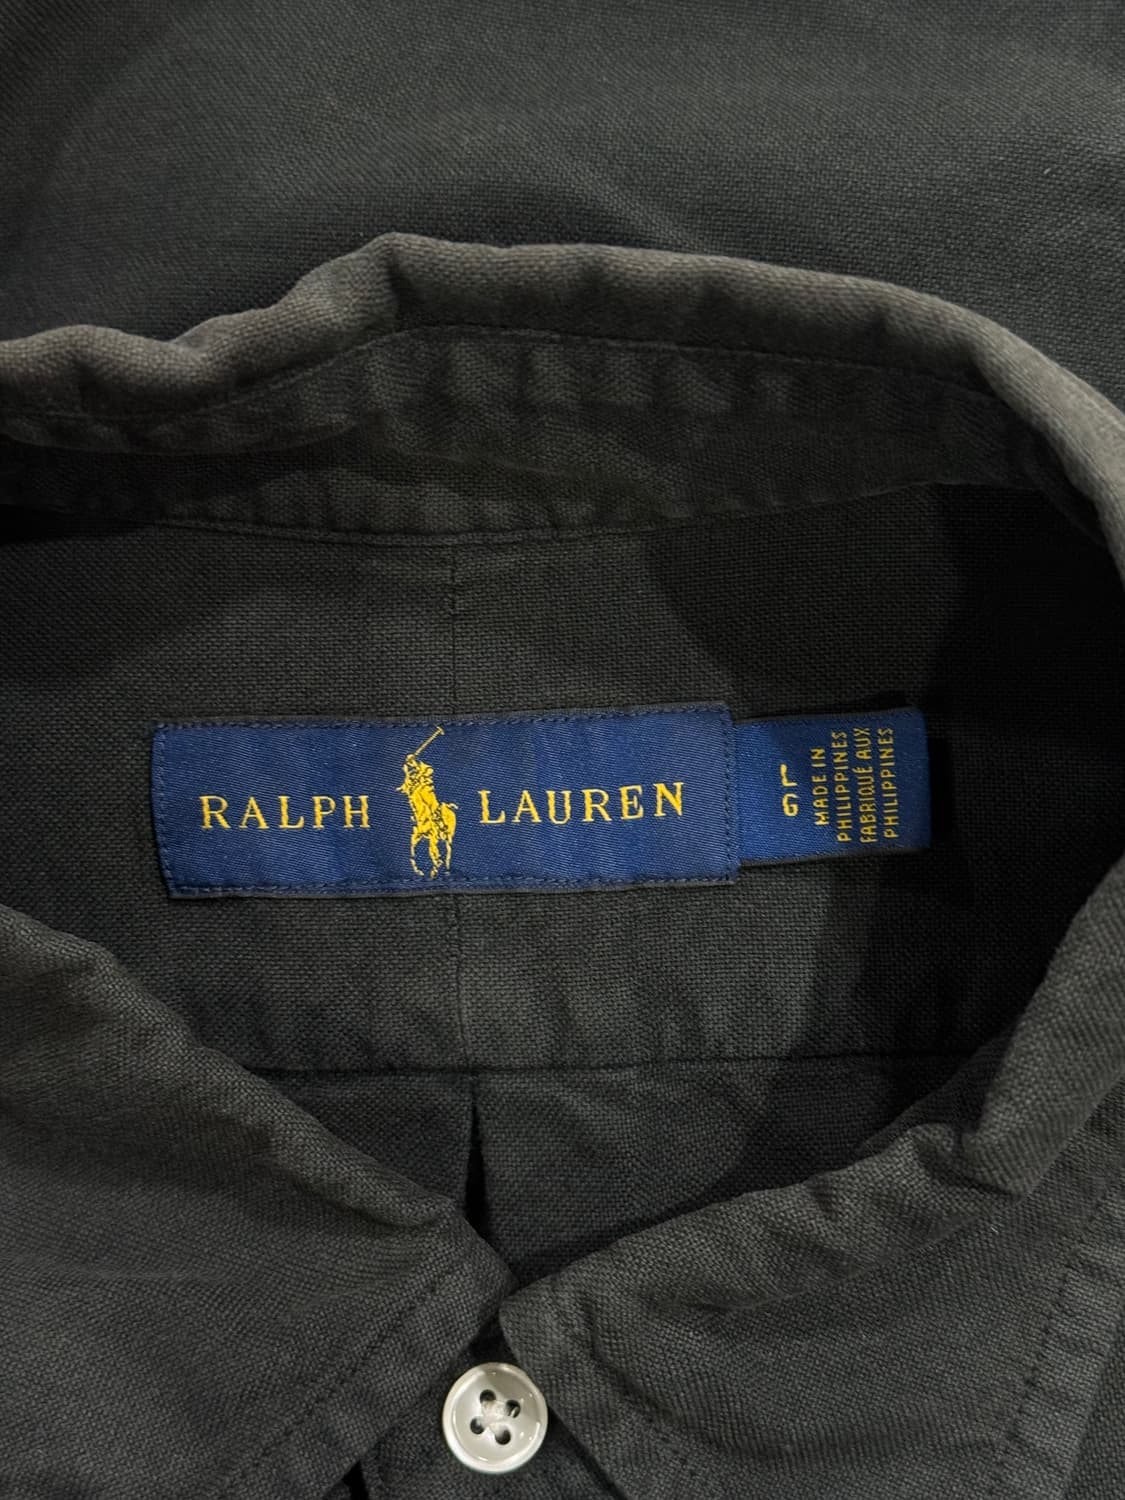 RALPH LAUREN
L
G
MADE IN
PHILIPPINES
FABRIQUÉ AUX
PHILIPPINES